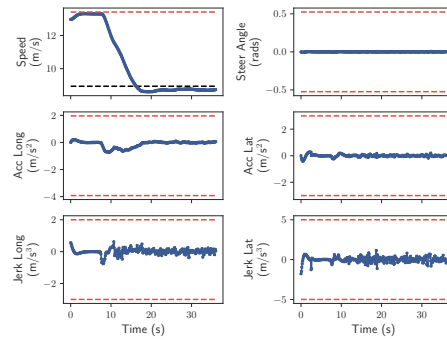 Speed
(m/s)
12
10
Steer Angle
(rads)
0.5
0.0
−0.5
Acc Long
(m/s²)
2
0
−2
−4
Acc Lat
(m/s²)
2
0
−2
Jerk Long
(m/s³)
2
0
−2
0
10
20
30
Time (s)
Jerk Lat
(m/s³)
5
0
−5
0
10
20
30
Time (s)